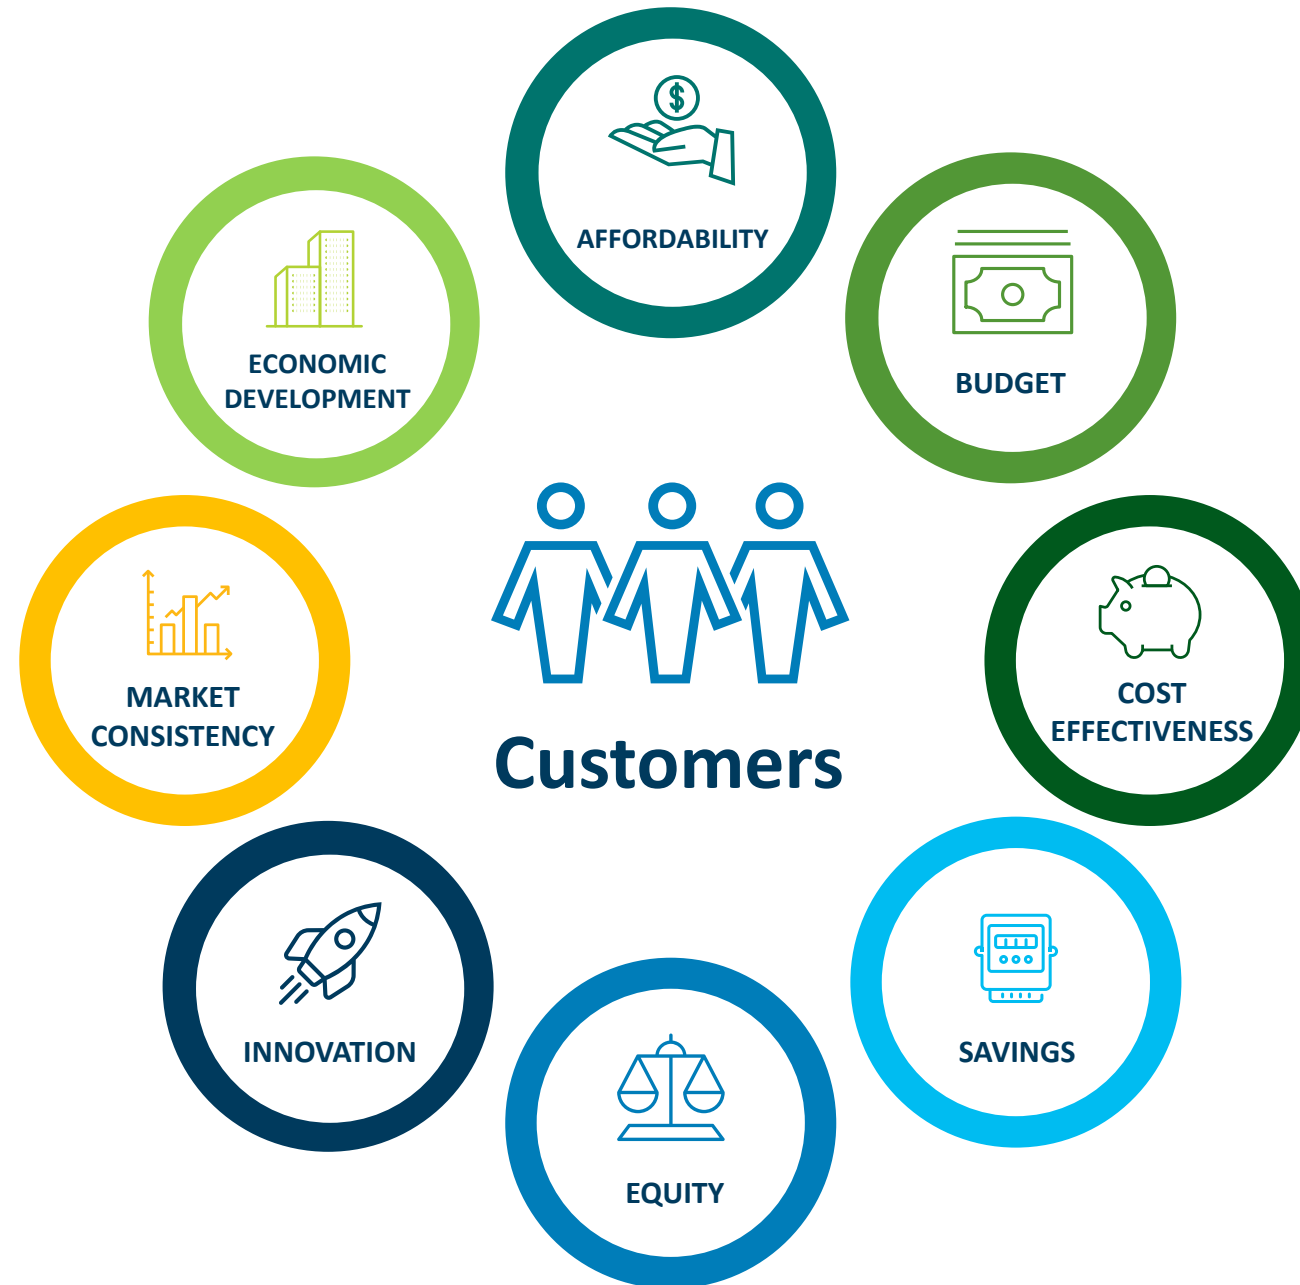 AFFORDABILITY
BUDGET
COST
EFFECTIVENESS
SAVINGS
EQUITY
INNOVATION
MARKET
CONSISTENCY
ECONOMIC
DEVELOPMENT
Customers